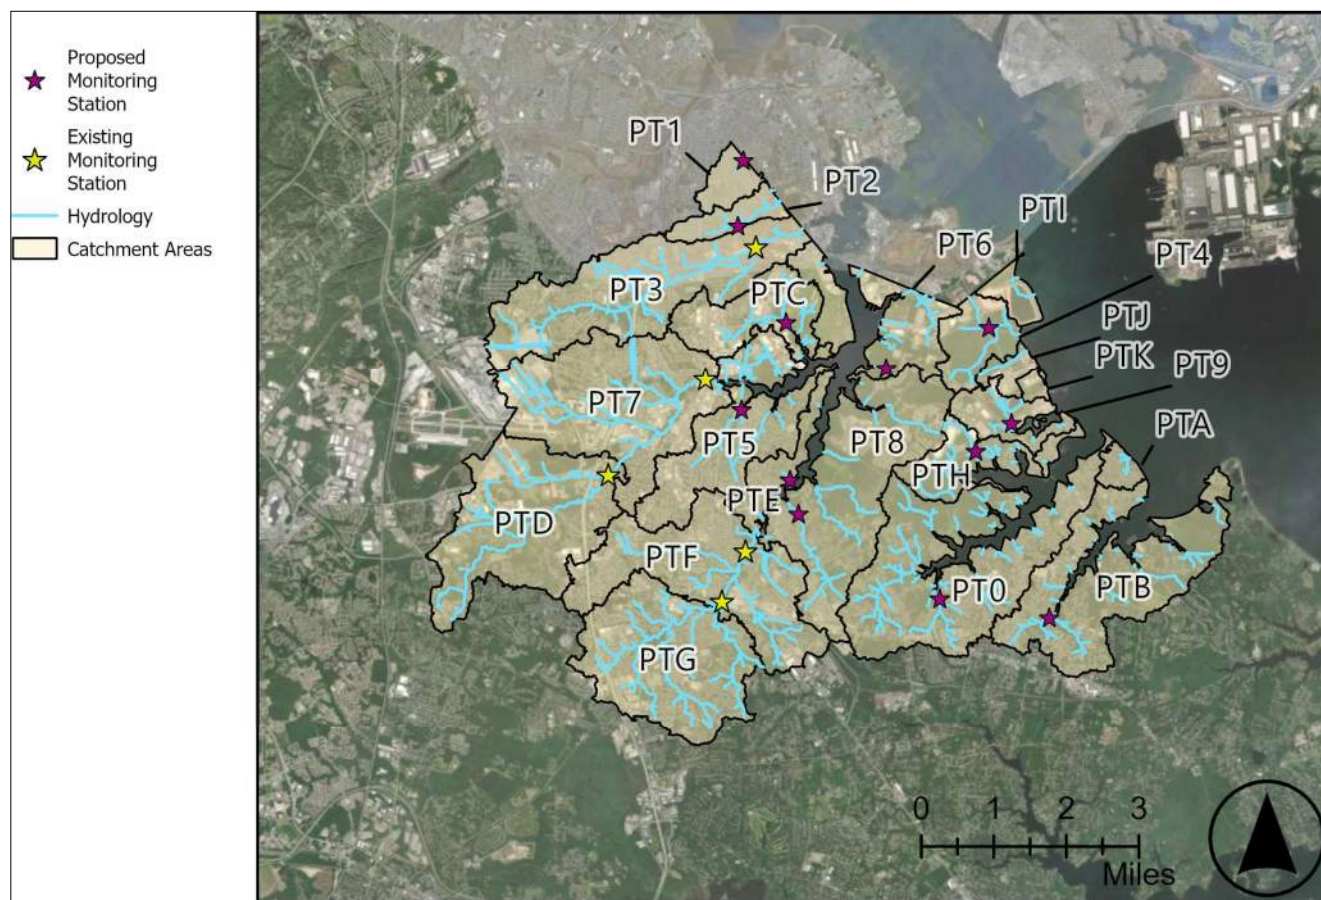 Proposed
Monitoring
Station
Existing
Monitoring
Station
Hydrology
Catchment Areas
PT1
PT2
PTI
PT6
PT4
PT3
PTC
PTJ
PTK
PT9
PT7
PT5
PT8
PTA
PTH
PTE
PTD
PTF
PT0
PTB
PTG
0 1 2 3
Miles